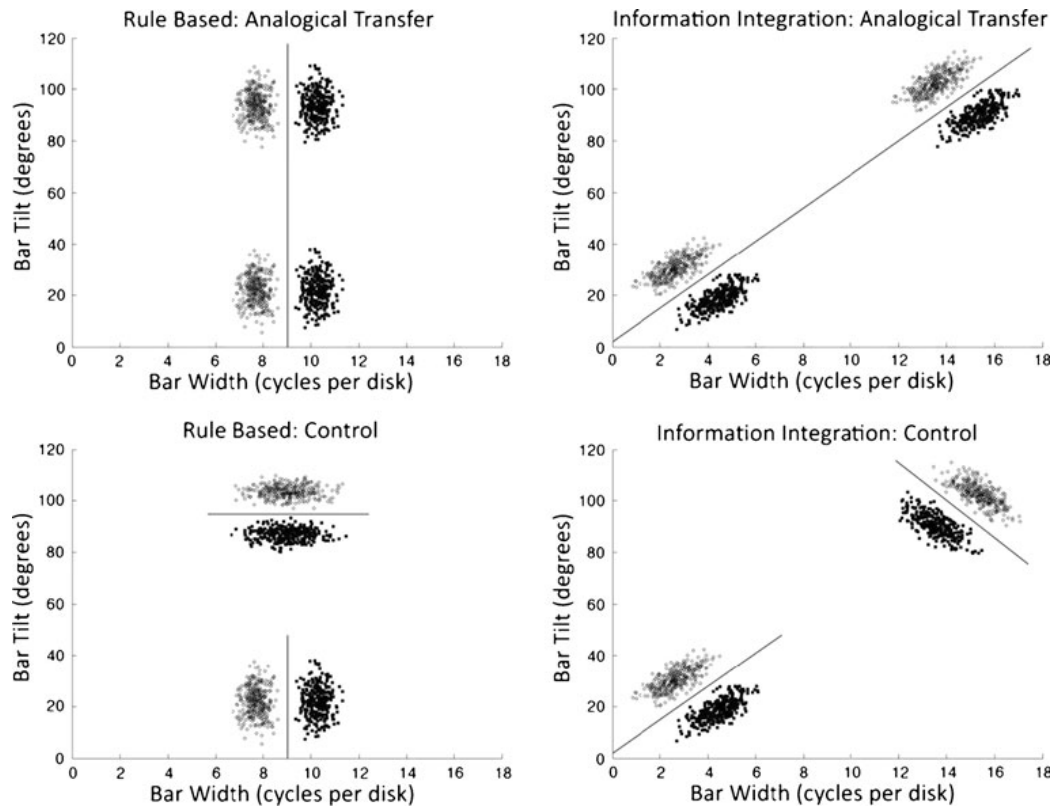 Rule Based: Analogical Transfer
Bar Tilt (degrees)
120
100
80
60
40
20
0
0 2 4 6 8 10 12 14 16 18
Bar Width (cycles per disk)
Information Integration: Analogical Transfer
Bar Tilt (degrees)
120
100
80
60
40
20
0
0 2 4 6 8 10 12 14 16 18
Bar Width (cycles per disk)
Rule Based: Control
Bar Tilt (degrees)
120
100
80
60
40
20
0
0 2 4 6 8 10 12 14 16 18
Bar Width (cycles per disk)
Information Integration: Control
Bar Tilt (degrees)
120
100
80
60
40
20
0
0 2 4 6 8 10 12 14 16 18
Bar Width (cycles per disk)